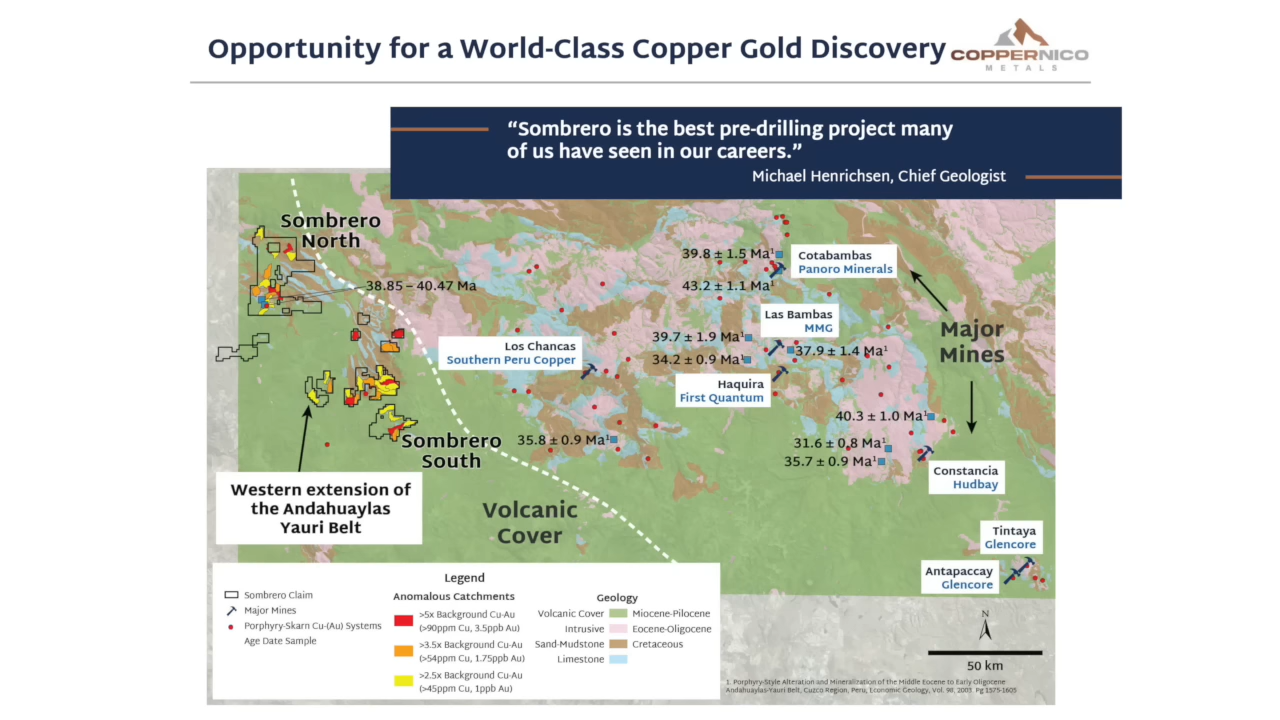 Opportunity for a World-Class Copper Gold Discovery
COPPERNICO
METALS
“Sombrero is the best pre-drilling project many
of us have seen in our careers.”
Michael Henrichsen, Chief Geologist
Sombrero
North
38.85 – 40.47 Ma
39.8 ± 1.5 Ma¹
Cotabambas
Panoro Minerals
43.2 ± 1.1 Ma¹
Las Bambas
MMG
Major
Mines
39.7 ± 1.9 Ma¹
37.9 ± 1.4 Ma¹
Los Chancas
Southern Peru Copper
34.2 ± 0.9 Ma¹
Haquira
First Quantum
40.3 ± 1.0 Ma¹
Sombrero
South
35.8 ± 0.9 Ma¹
31.6 ± 0.8 Ma¹
35.7 ± 0.9 Ma¹
Constancia
Hudbay
Western extension of
the Andahuaylas
Yauri Belt
Volcanic
Cover
Tintaya
Glencore
Antapaccay
Glencore
Legend
Sombrero Claim
Major Mines
Porphyry-Skarn Cu-(Au) Systems
Age Date Sample
Anomalous Catchments
>5x Background Cu-Au
(>90ppm Cu, 3.5ppb Au)
>3.5x Background Cu-Au
(>54ppm Cu, 1.75ppb Au)
>2.5x Background Cu-Au
(>45ppm Cu, 1ppb Au)
Geology
Volcanic Cover Miocene-Pilocene
Intrusive Eocene-Oligocene
Sand-Mudstone Cretaceous
Limestone
N
50 km
1. Porphyry-Style Alteration and Mineralization of the Middle Eocene to Early Oligocene
Andahuaylas-Yauri Belt, Cuzco Region, Peru; Economic Geology, Vol. 98, 2003 Pg 1575-1605